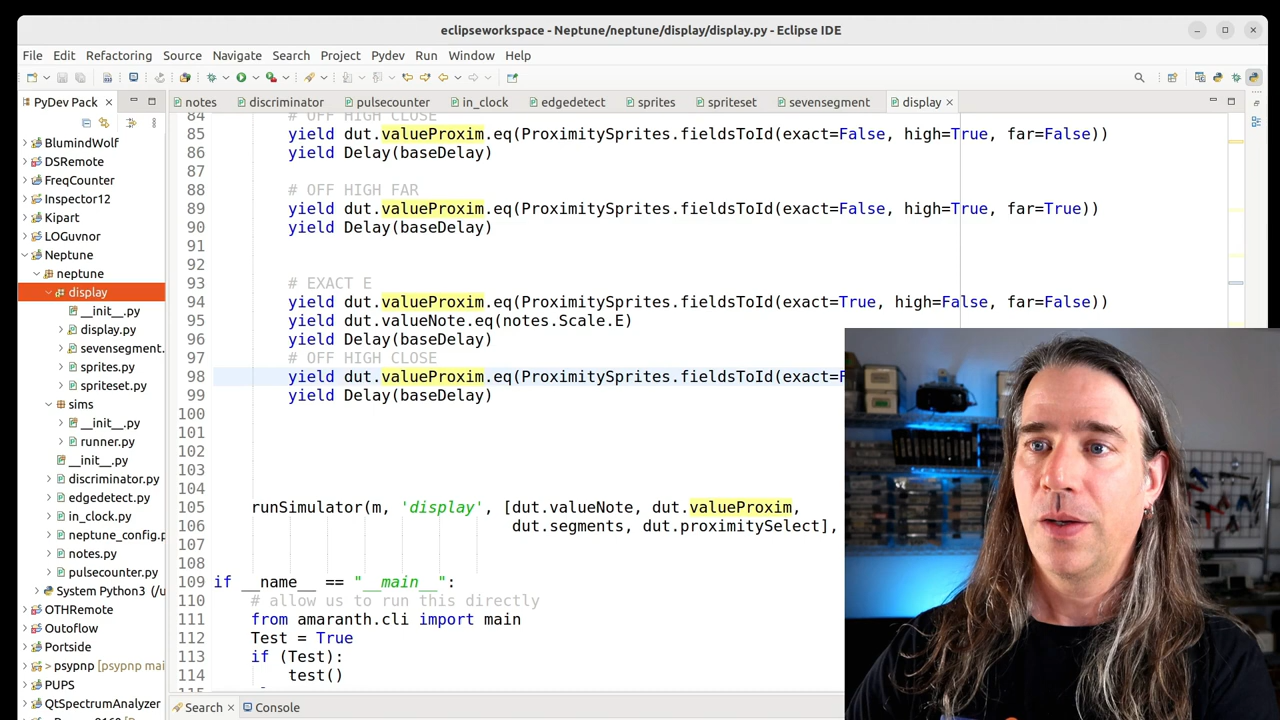 eclipseworkspace - Neptune/neptune/display/display.py - Eclipse IDE
File Edit Refactoring Source Navigate Search Project Pydev Run Window Help
PyDev Pack
notes discriminator pulsecounter in_clock edgedetect sprites spriteset sevensegment display
BlumindWolf
DSRemote
FreqCounter
Inspector12
Kipart
LOGuvnor
Neptune
neptune
display
__init__.py
display.py
sevensegment.
sprites.py
spriteset.py
sims
__init__.py
runner.py
__init__.py
discriminator.py
edgedetect.py
in_clock.py
neptune_config.p
notes.py
pulsecounter.py
System Python3 (/u
OTHRemote
Outoflow
Portside
> psypnp [psypnp main
PUPS
QtSpectrumAnalyzer
84 # OFF HIGH CLOSE
85 yield dut.valueProxim.eq(ProximitySprites.fieldsToId(exact=False, high=True, far=False))
86 yield Delay(baseDelay)
87
88 # OFF HIGH FAR
89 yield dut.valueProxim.eq(ProximitySprites.fieldsToId(exact=False, high=True, far=True))
90 yield Delay(baseDelay)
91
92
93 # EXACT E
94 yield dut.valueProxim.eq(ProximitySprites.fieldsToId(exact=True, high=False, far=False))
95 yield dut.valueNote.eq(notes.Scale.E)
96 yield Delay(baseDelay)
97 # OFF HIGH CLOSE
98 yield dut.valueProxim.eq(ProximitySprites.fieldsToId(exact=F
99 yield Delay(baseDelay)
100
101
102
103
104
105 runSimulator(m, 'display', [dut.valueNote, dut.valueProxim,
106 dut.segments, dut.proximitySelect],
107
108
109 if __name__ == "__main__":
110 # allow us to run this directly
111 from amaranth.cli import main
112 Test = True
113 if (Test):
114 test()
Search Console